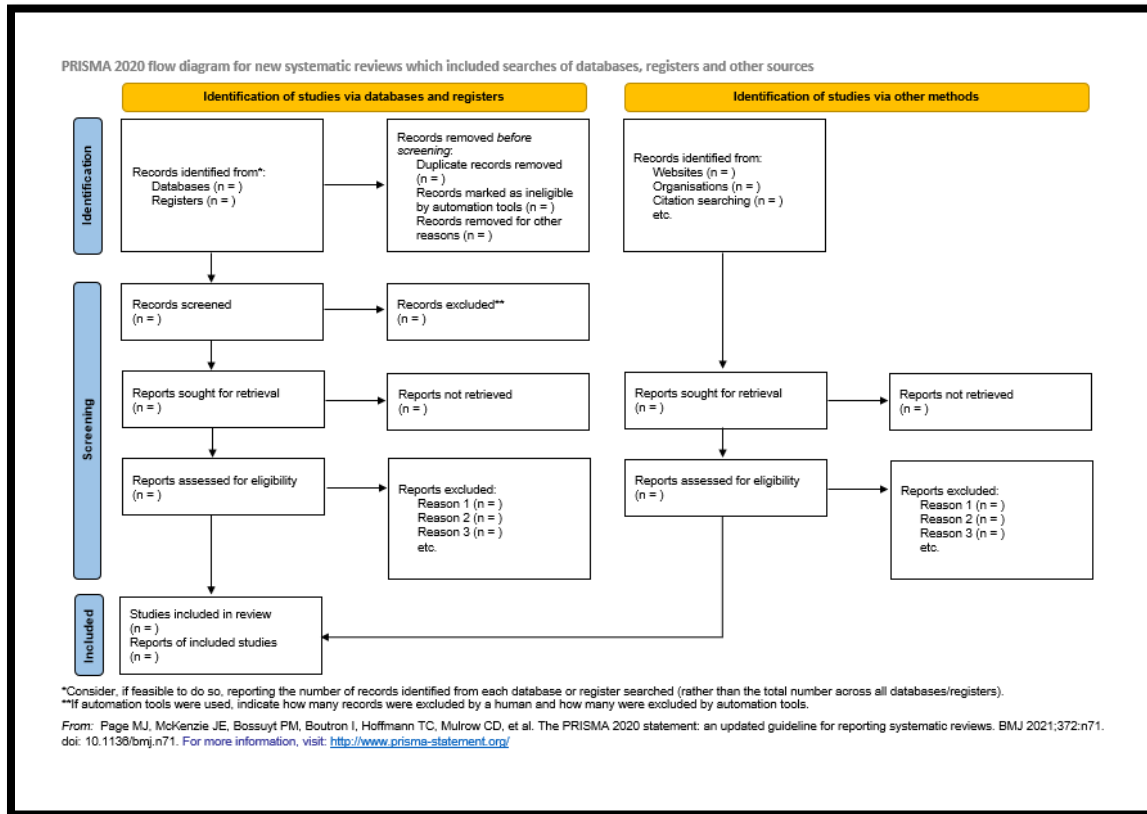 PRISMA 2020 flow diagram for new systematic reviews which included searches of databases, registers and other sources
Identification of studies via databases and registers
Identification of studies via other methods
Identification
Records identified from*:
Databases (n = )
Registers (n = )
Records removed before
screening:
Duplicate records removed
(n = )
Records marked as ineligible
by automation tools (n = )
Records removed for other
reasons (n = )
Records identified from:
Websites (n = )
Organisations (n = )
Citation searching (n = )
etc.
Screening
Records screened
(n = )
Records excluded**
(n = )
Reports sought for retrieval
(n = )
Reports not retrieved
(n = )
Reports sought for retrieval
(n = )
Reports not retrieved
(n = )
Reports assessed for eligibility
(n = )
Reports excluded:
Reason 1 (n = )
Reason 2 (n = )
Reason 3 (n = )
etc.
Reports assessed for eligibility
(n = )
Reports excluded:
Reason 1 (n = )
Reason 2 (n = )
Reason 3 (n = )
etc.
Included
Studies included in review
(n = )
Reports of included studies
(n = )
*Consider, if feasible to do so, reporting the number of records identified from each database or register searched (rather than the total number across all databases/registers).
**If automation tools were used, indicate how many records were excluded by a human and how many were excluded by automation tools.
From: Page MJ, McKenzie JE, Bossuyt PM, Boutron I, Hoffmann TC, Mulrow CD, et al. The PRISMA 2020 statement: an updated guideline for reporting systematic reviews. BMJ 2021;372:n71.
doi: 10.1136/bmj.n71. For more information, visit: http://www.prisma-statement.org/